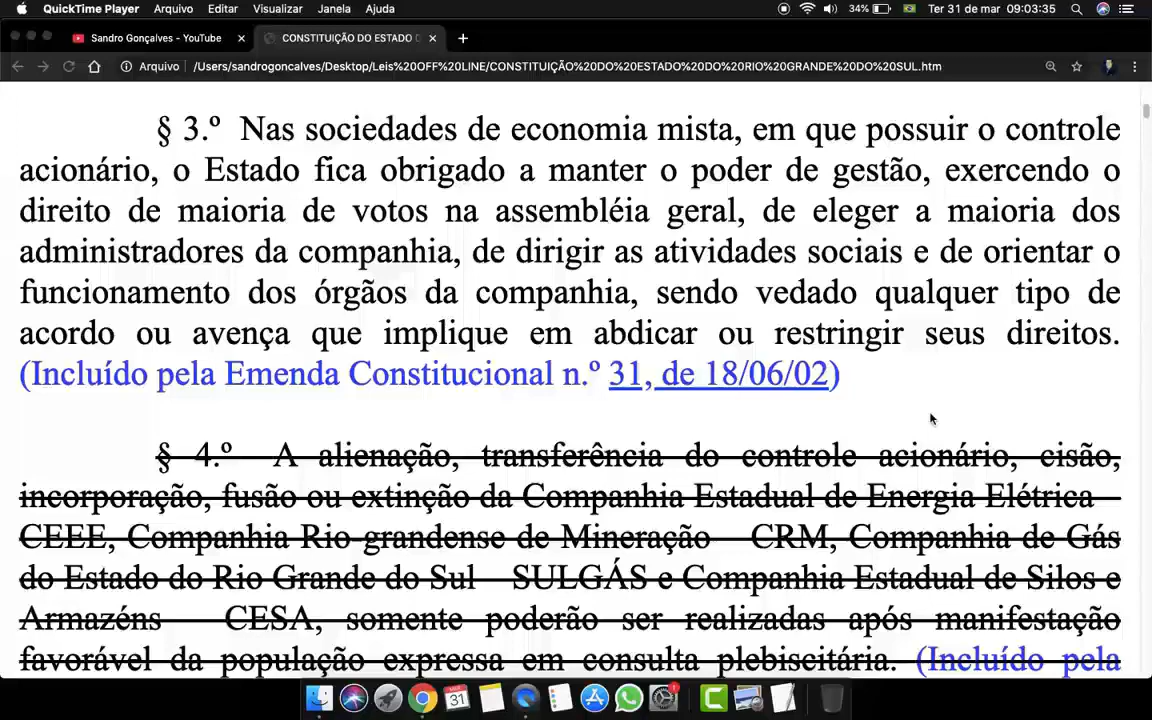 QuickTime Player Arquivo Editar Visualizar Janela Ajuda 34% Ter 31 de mar 09:03:35
Sandro Gonçalves - YouTube × CONSTITUIÇÃO DO ESTADO × +
Arquivo /Users/sandrogoncalves/Desktop/Leis%20OFF%20LINE/CONSTITUIÇÃO%20DO%20ESTADO%20DO%20RIO%20GRANDE%20DO%20SUL.htm
§ 3.º Nas sociedades de economia mista, em que possuir o controle
acionário, o Estado fica obrigado a manter o poder de gestão, exercendo o
direito de maioria de votos na assembléia geral, de eleger a maioria dos
administradores da companhia, de dirigir as atividades sociais e de orientar o
funcionamento dos órgãos da companhia, sendo vedado qualquer tipo de
acordo ou avença que implique em abdicar ou restringir seus direitos.
(Incluído pela Emenda Constitucional n.º 31, de 18/06/02)
§ 4.º A alienação, transferência do controle acionário, cisão,
incorporação, fusão ou extinção da Companhia Estadual de Energia Elétrica –
CEEE, Companhia Rio-grandense de Mineração – CRM, Companhia de Gás
do Estado do Rio Grande do Sul – SULGÁS e Companhia Estadual de Silos e
Armazéns – CESA, somente poderão ser realizadas após manifestação
favorável da população expressa em consulta plebiscitária. (Incluído pela
31
1